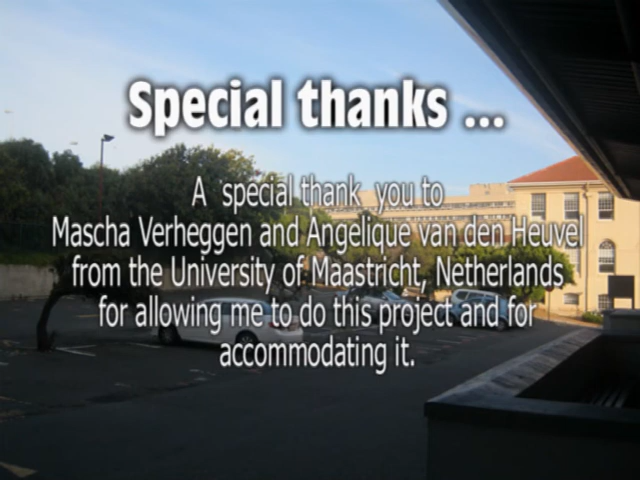 Special thanks ...
A special thank you to
Mascha Verheggen and Angelique van den Heuvel
from the University of Maastricht, Netherlands
for allowing me to do this project and for
accommodating it.